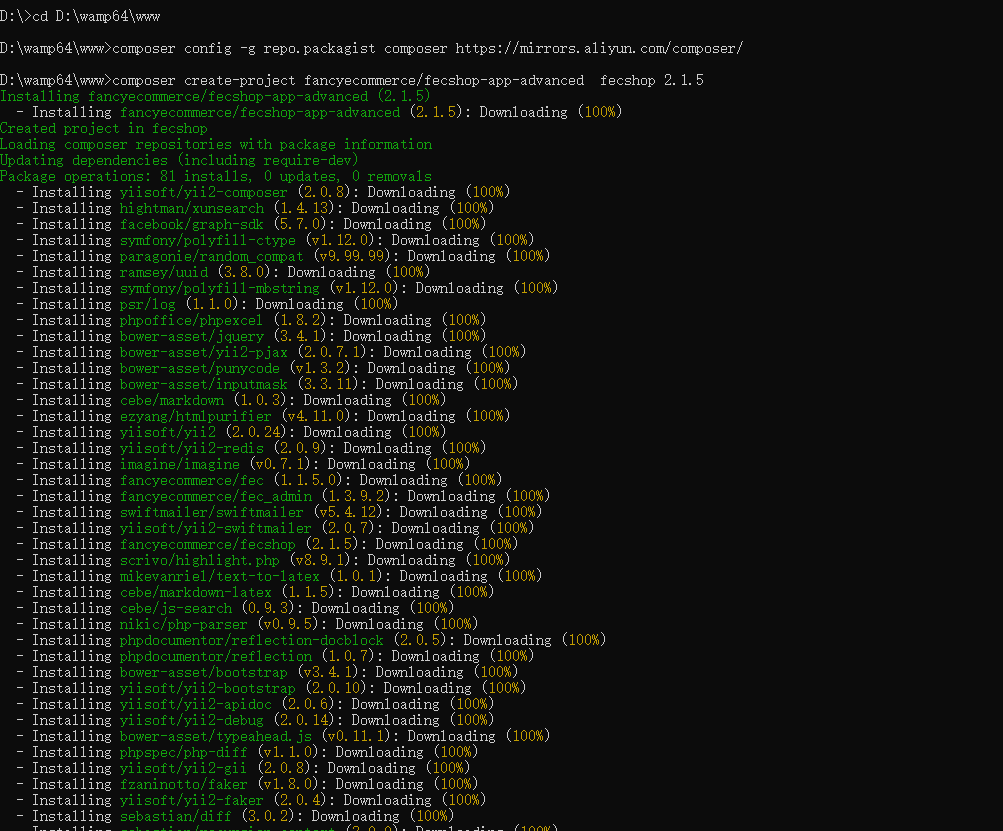 D:\>cd D:\wamp64\www
D:\wamp64\www>composer config -g repo.packagist composer https://mirrors.aliyun.com/composer/
D:\wamp64\www>composer create-project fancyecommerce/fecshop-app-advanced  fecshop 2.1.5
Installing fancyecommerce/fecshop-app-advanced (2.1.5)
  - Installing fancyecommerce/fecshop-app-advanced (2.1.5): Downloading (100%)
Created project in fecshop
Loading composer repositories with package information
Updating dependencies (including require-dev)
Package operations: 81 installs, 0 updates, 0 removals
  - Installing yiisoft/yii2-composer (2.0.8): Downloading (100%)
  - Installing hightman/xunsearch (1.4.13): Downloading (100%)
  - Installing facebook/graph-sdk (5.7.0): Downloading (100%)
  - Installing symfony/polyfill-ctype (v1.12.0): Downloading (100%)
  - Installing paragonie/random_compat (v9.99.99): Downloading (100%)
  - Installing ramsey/uuid (3.8.0): Downloading (100%)
  - Installing symfony/polyfill-mbstring (v1.12.0): Downloading (100%)
  - Installing psr/log (1.1.0): Downloading (100%)
  - Installing phpoffice/phpexcel (1.8.2): Downloading (100%)
  - Installing bower-asset/jquery (3.4.1): Downloading (100%)
  - Installing bower-asset/yii2-pjax (2.0.7.1): Downloading (100%)
  - Installing bower-asset/punycode (v1.3.2): Downloading (100%)
  - Installing bower-asset/inputmask (3.3.11): Downloading (100%)
  - Installing cebe/markdown (1.0.3): Downloading (100%)
  - Installing ezyang/htmlpurifier (v4.11.0): Downloading (100%)
  - Installing yiisoft/yii2 (2.0.24): Downloading (100%)
  - Installing yiisoft/yii2-redis (2.0.9): Downloading (100%)
  - Installing imagine/imagine (v0.7.1): Downloading (100%)
  - Installing fancyecommerce/fec (1.1.5.0): Downloading (100%)
  - Installing fancyecommerce/fec_admin (1.3.9.2): Downloading (100%)
  - Installing swiftmailer/swiftmailer (v5.4.12): Downloading (100%)
  - Installing yiisoft/yii2-swiftmailer (2.0.7): Downloading (100%)
  - Installing fancyecommerce/fecshop (2.1.5): Downloading (100%)
  - Installing scrivo/highlight.php (v8.9.1): Downloading (100%)
  - Installing mikevanriel/text-to-latex (1.0.1): Downloading (100%)
  - Installing cebe/markdown-latex (1.1.5): Downloading (100%)
  - Installing cebe/js-search (0.9.3): Downloading (100%)
  - Installing nikic/php-parser (v0.9.5): Downloading (100%)
  - Installing phpdocumentor/reflection-docblock (2.0.5): Downloading (100%)
  - Installing phpdocumentor/reflection (1.0.7): Downloading (100%)
  - Installing bower-asset/bootstrap (v3.4.1): Downloading (100%)
  - Installing yiisoft/yii2-bootstrap (2.0.10): Downloading (100%)
  - Installing yiisoft/yii2-apidoc (2.0.6): Downloading (100%)
  - Installing yiisoft/yii2-debug (2.0.14): Downloading (100%)
  - Installing bower-asset/typeahead.js (v0.11.1): Downloading (100%)
  - Installing phpspec/php-diff (v1.1.0): Downloading (100%)
  - Installing yiisoft/yii2-gii (2.0.8): Downloading (100%)
  - Installing fzaninotto/faker (v1.8.0): Downloading (100%)
  - Installing yiisoft/yii2-faker (2.0.4): Downloading (100%)
  - Installing sebastian/diff (3.0.2): Downloading (100%)